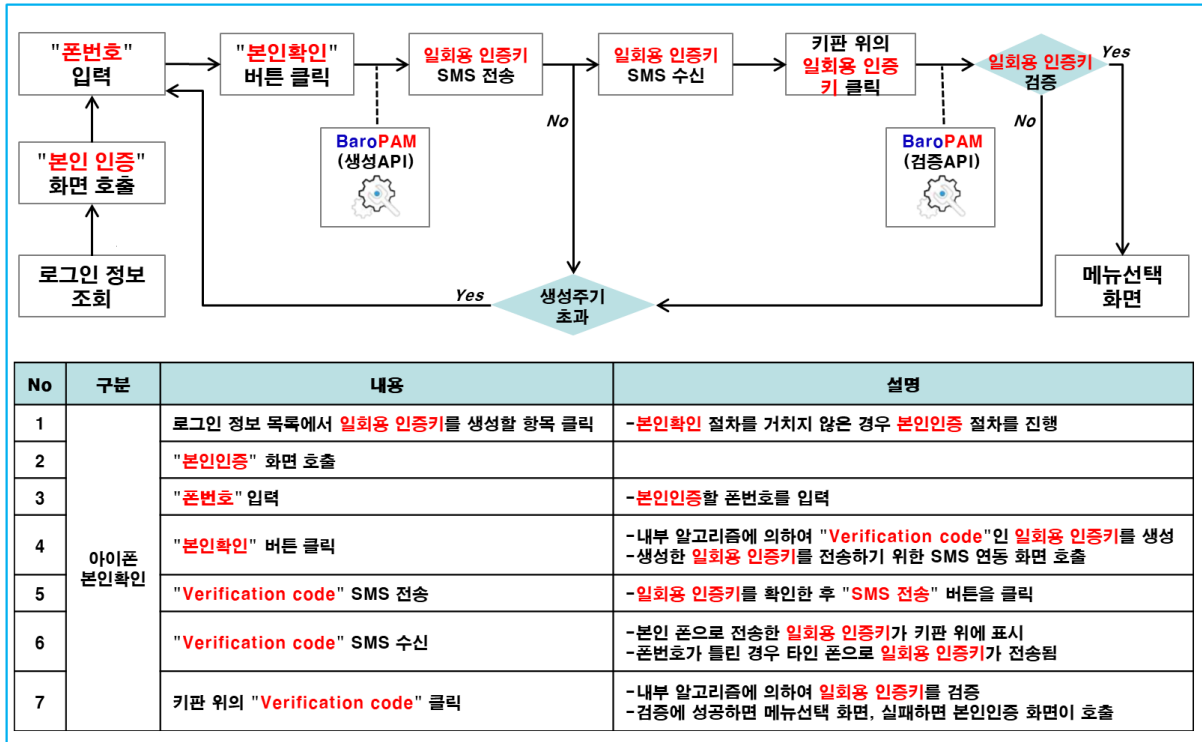 "폰번호"
입력
"본인확인"
버튼 클릭
일회용 인증키
SMS 전송
일회용 인증키
SMS 수신
키판 위의
일회용 인증
키 클릭
일회용 인증키
검증
Yes
No
No
BaroPAM
(생성API)
BaroPAM
(검증API)
"본인 인증"
화면 호출
로그인 정보
조회
Yes
생성주기
초과
메뉴선택
화면
No 구분 내용 설명
아이폰
본인확인
1 로그인 정보 목록에서 일회용 인증키를 생성할 항목 클릭 -본인확인 절차를 거치지 않은 경우 본인인증 절차를 진행
2 "본인인증" 화면 호출
3 "폰번호" 입력 -본인인증할 폰번호를 입력
4 "본인확인" 버튼 클릭 -내부 알고리즘에 의하여 "Verification code"인 일회용 인증키를 생성
-생성한 일회용 인증키를 전송하기 위한 SMS 연동 화면 호출
5 "Verification code" SMS 전송 -일회용 인증키를 확인한 후 "SMS 전송" 버튼을 클릭
6 "Verification code" SMS 수신 -본인 폰으로 전송한 일회용 인증키가 키판 위에 표시
-폰번호가 틀린 경우 타인 폰으로 일회용 인증키가 전송됨
7 키판 위의 "Verification code" 클릭 -내부 알고리즘에 의하여 일회용 인증키를 검증
-검증에 성공하면 메뉴선택 화면, 실패하면 본인인증 화면이 호출